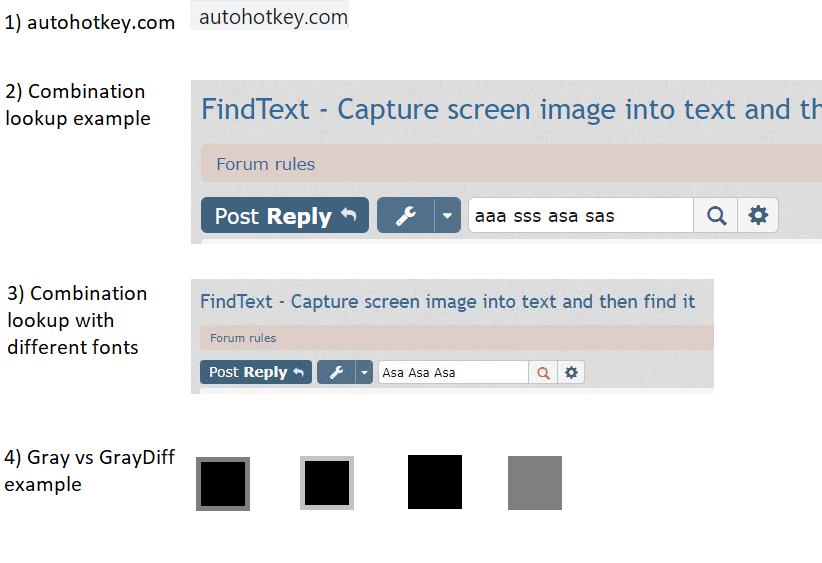 1) autohotkey.com
autohotkey.com
2) Combination
lookup example
FindText - Capture screen image into text and th
Forum rules
Post Reply
aaa sss asa sas
3) Combination
lookup with
different fonts
FindText - Capture screen image into text and then find it
Forum rules
Post Reply
Asa Asa Asa
4) Gray vs GrayDiff
example